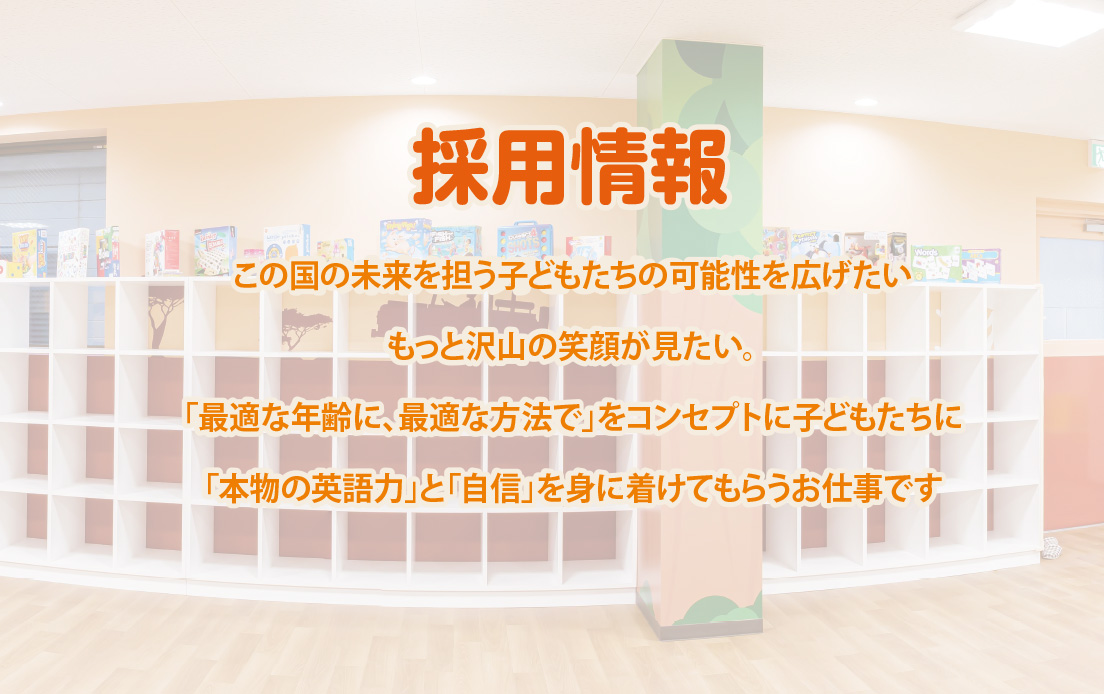 採用情報
この国の未来を担う子どもたちの可能性を広げたい
もっと沢山の笑顔が見たい。
「最適な年齢に、最適な方法で」をコンセプトに子どもたちに
「本物の英語力」と「自信」を身に着けてもらうお仕事です